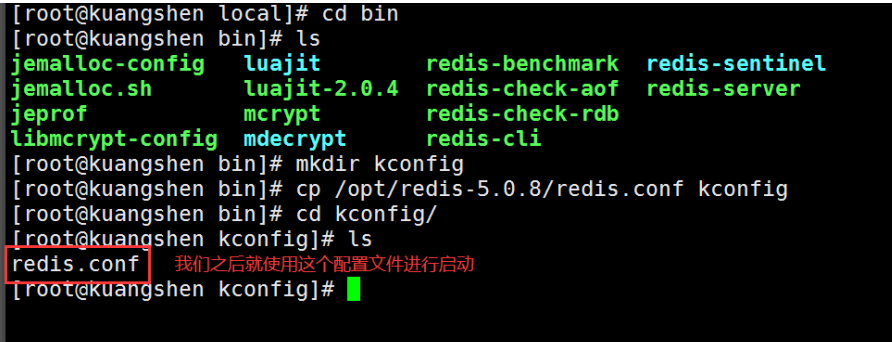 [root@kuangshen local]# cd bin
[root@kuangshen bin]# ls
jemalloc-config luajit redis-benchmark redis-sentinel
jemalloc.sh luajit-2.0.4 redis-check-aof redis-server
jeprof mcrypt redis-check-rdb
libmcrypt-config mdecrypt redis-cli
[root@kuangshen bin]# mkdir kconfig
[root@kuangshen bin]# cp /opt/redis-5.0.8/redis.conf kconfig
[root@kuangshen bin]# cd kconfig/
[root@kuangshen kconfig]# ls
redis.conf 我们之后就使用这个配置文件进行启动
[root@kuangshen kconfig]#